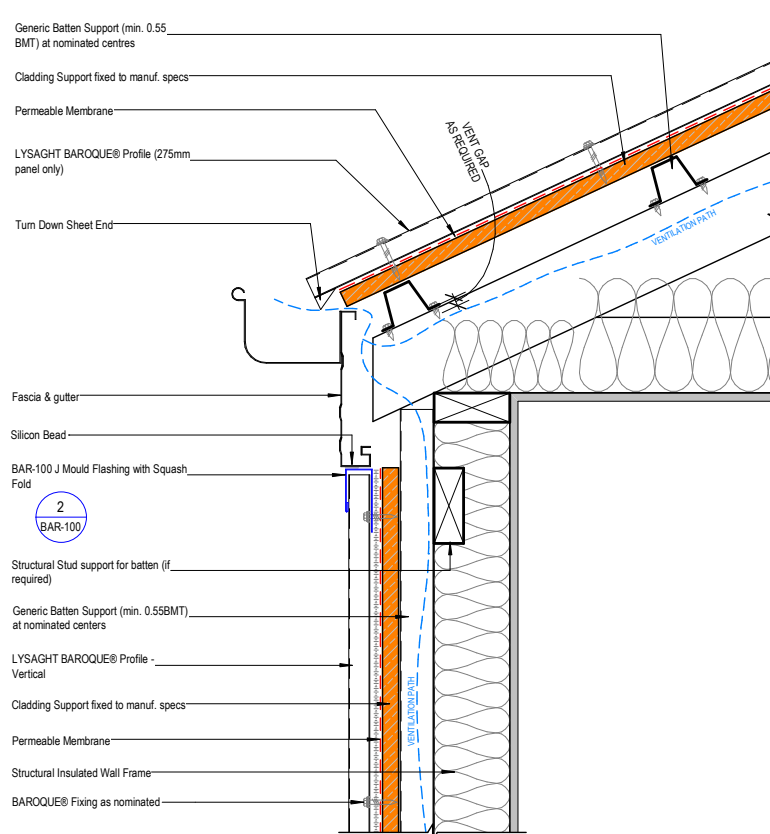 Generic Batten Support (min. 0.55
BMT) at nominated centres
Cladding Support fixed to manuf. specs
Permeable Membrane
LYSAGHT BAROQUE® Profile (275mm
panel only)
Turn Down Sheet End
VENT GAP
AS REQUIRED
VENTILATION PATH
Fascia & gutter
Silicon Bead
BAR-100 J Mould Flashing with Squash
Fold
2
BAR-100
Structural Stud support for batten (if
required)
Generic Batten Support (min. 0.55BMT)
at nominated centers
LYSAGHT BAROQUE® Profile -
Vertical
Cladding Support fixed to manuf. specs
VENTILATION PATH
Permeable Membrane
Structural Insulated Wall Frame
BAROQUE® Fixing as nominated